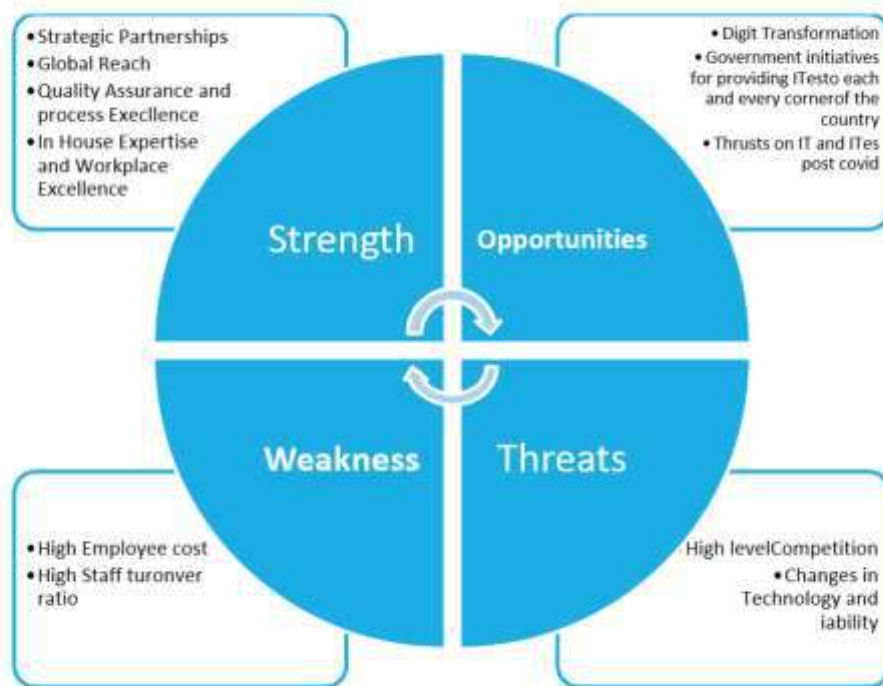 • Strategic Partnerships
• Global Reach
• Quality Assurance and
process Execllence
• In House Expertise
and Workplace
Excellence
Strength
• Digit Transformation
• Government initiatives
for providing ITesto each
and every cornerof the
country
• Thrusts on IT and ITes
post covid
Opportunities
Weakness
• High Employee cost
• High Staff turonver
ratio
Threats
High levelCompetition
• Changes in
Technology and
iability